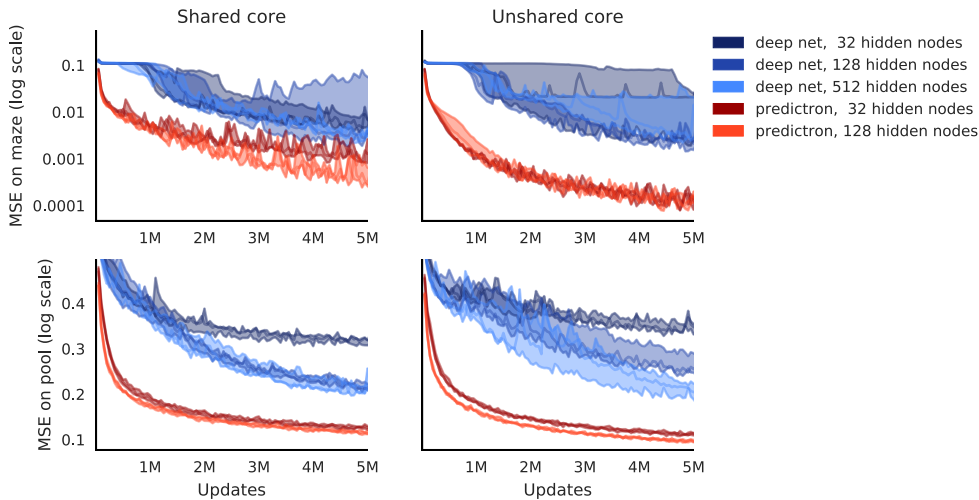 Shared core
Unshared core
MSE on maze (log scale)
0.1
0.01
0.001
0.0001
1M 2M 3M 4M 5M
1M 2M 3M 4M 5M
deep net, 32 hidden nodes
deep net, 128 hidden nodes
deep net, 512 hidden nodes
predictron, 32 hidden nodes
predictron, 128 hidden nodes
MSE on pool (log scale)
0.4
0.3
0.2
0.1
1M 2M 3M 4M 5M
1M 2M 3M 4M 5M
Updates
Updates